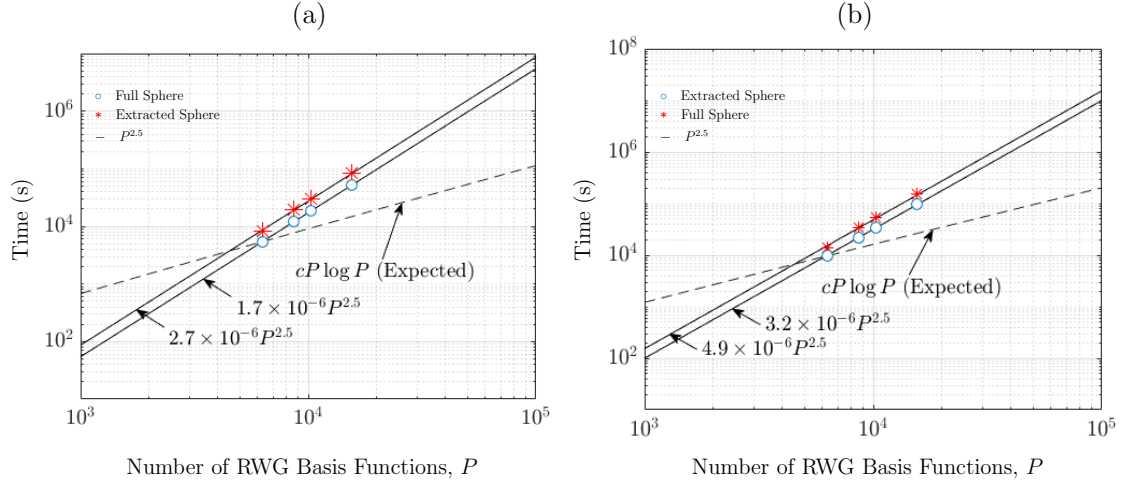 (a)
10^6
10^4
10^2
Time (s)
Full Sphere
Extracted Sphere
P^2.5
cP log P (Expected)
1.7 × 10^−6 P^2.5
2.7 × 10^−6 P^2.5
10^3
10^4
10^5
Number of RWG Basis Functions, P
(b)
10^8
10^6
10^4
10^2
Time (s)
Extracted Sphere
Full Sphere
P^2.5
cP log P (Expected)
3.2 × 10^−6 P^2.5
4.9 × 10^−6 P^2.5
10^3
10^4
10^5
Number of RWG Basis Functions, P